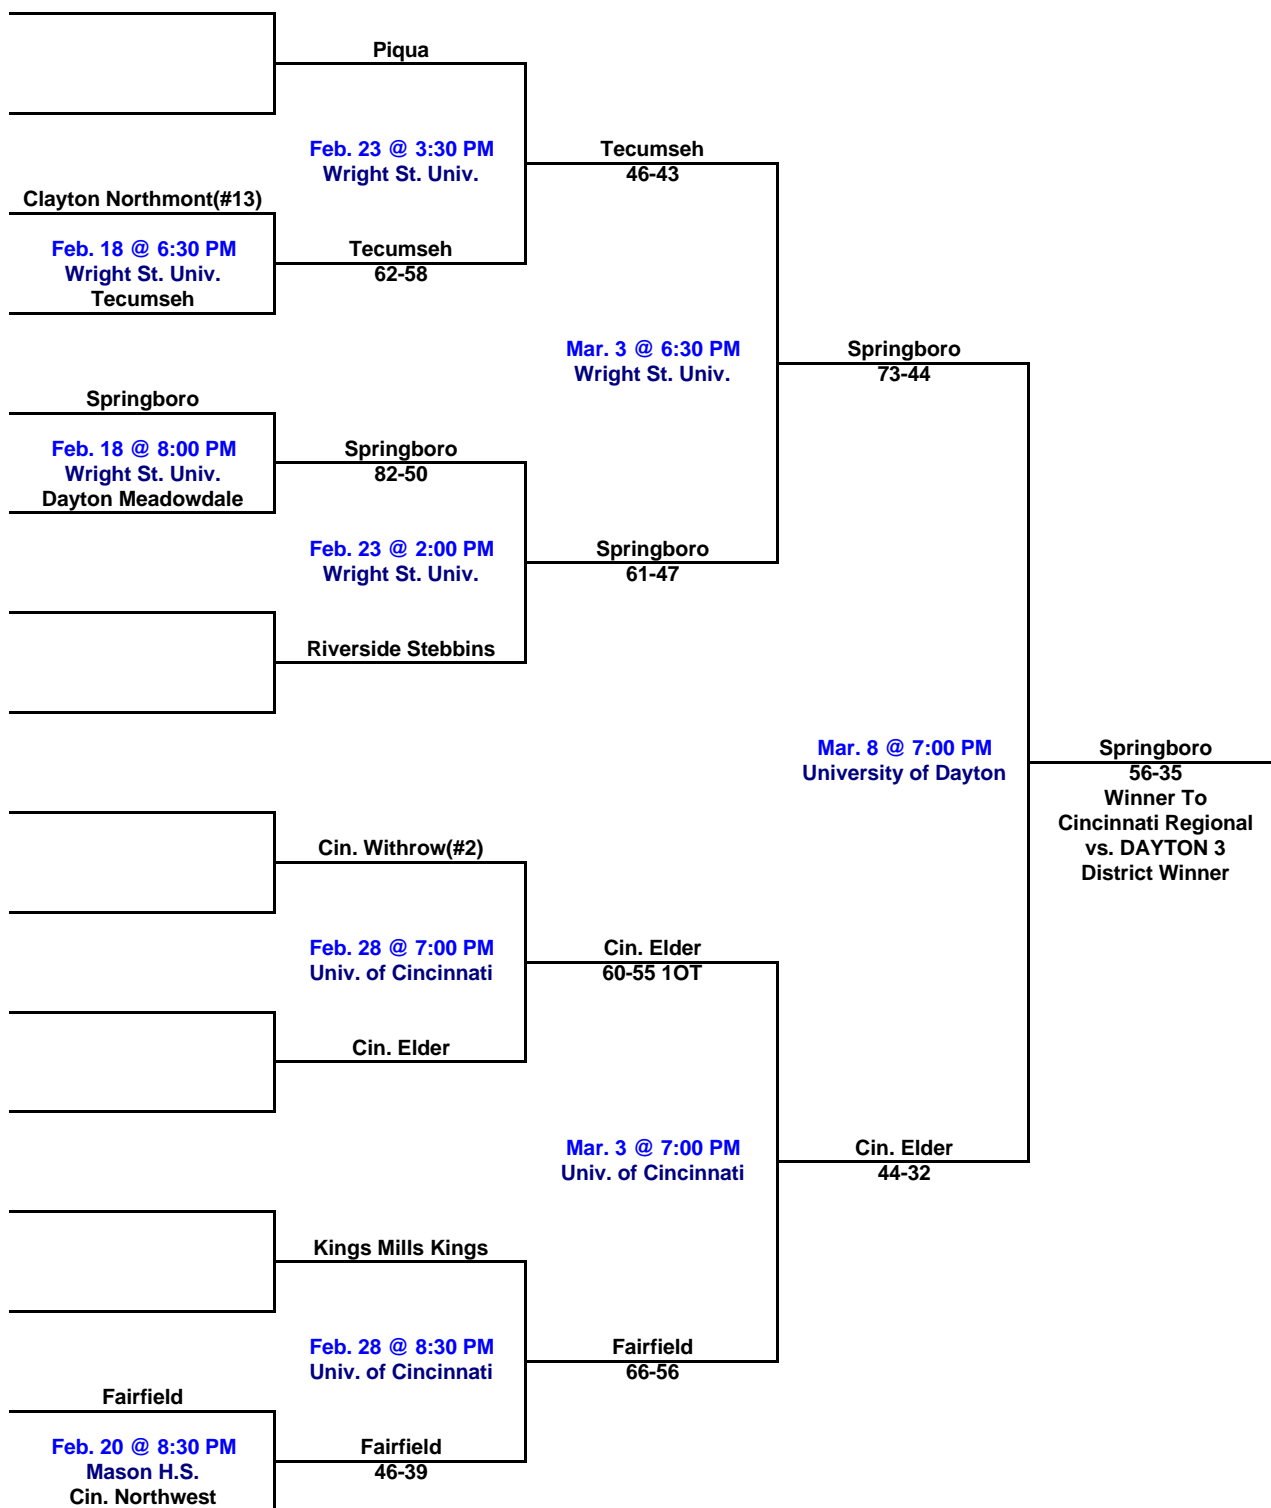 Piqua
Feb. 23 @ 3:30 PM
Wright St. Univ.
Tecumseh
46-43
Clayton Northmont(#13)
Feb. 18 @ 6:30 PM
Wright St. Univ.
Tecumseh
Tecumseh
62-58
Mar. 3 @ 6:30 PM
Wright St. Univ.
Springboro
73-44
Springboro
Feb. 18 @ 8:00 PM
Wright St. Univ.
Dayton Meadowdale
Springboro
82-50
Feb. 23 @ 2:00 PM
Wright St. Univ.
Springboro
61-47
Riverside Stebbins
Mar. 8 @ 7:00 PM
University of Dayton
Springboro
56-35
Winner To
Cincinnati Regional
vs. DAYTON 3
District Winner
Cin. Withrow(#2)
Feb. 28 @ 7:00 PM
Univ. of Cincinnati
Cin. Elder
60-55 1OT
Cin. Elder
Mar. 3 @ 7:00 PM
Univ. of Cincinnati
Cin. Elder
44-32
Kings Mills Kings
Feb. 28 @ 8:30 PM
Univ. of Cincinnati
Fairfield
66-56
Fairfield
Feb. 20 @ 8:30 PM
Mason H.S.
Cin. Northwest
Fairfield
46-39